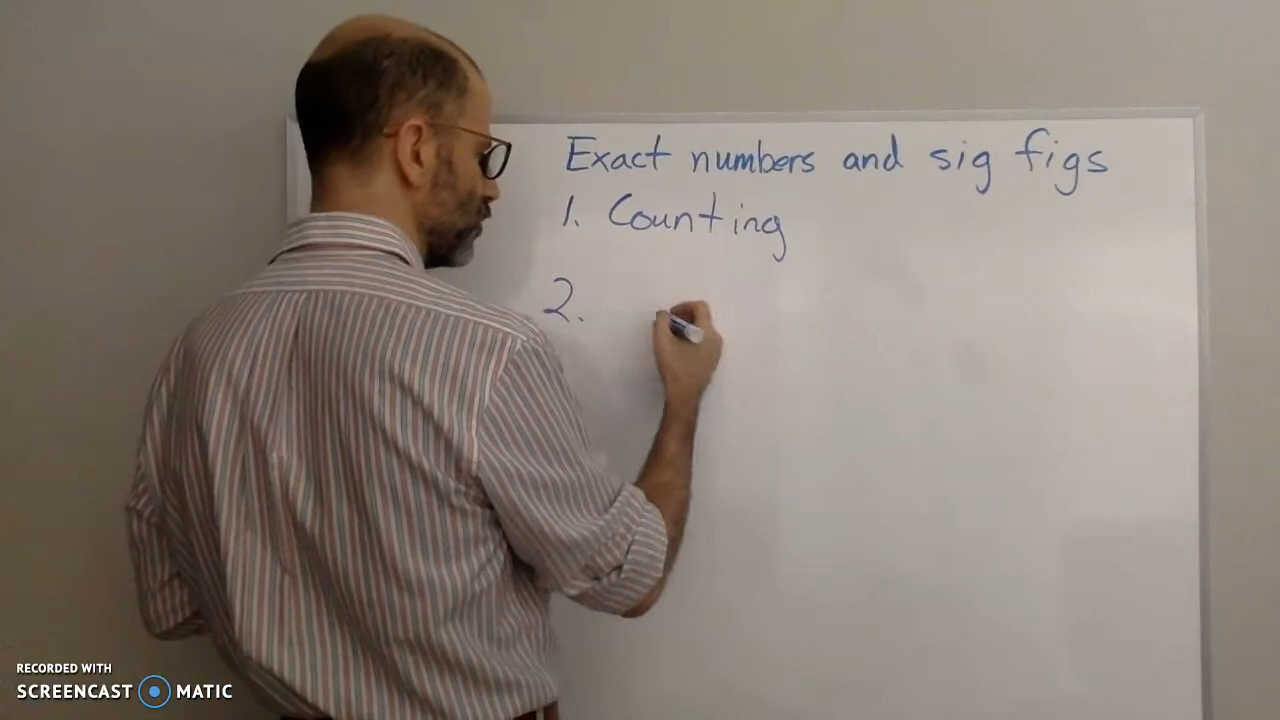 Exact numbers and sig figs
1. Counting
2.
RECORDED WITH
SCREENCAST MATIC